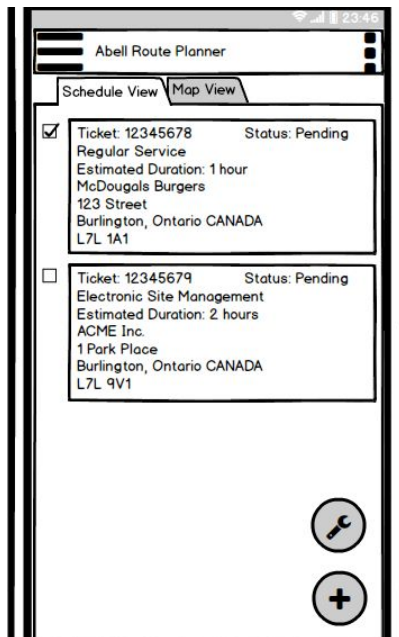 23:46
Abell Route Planner
Schedule View Map View
Ticket: 12345678 Status: Pending
Regular Service
Estimated Duration: 1 hour
McDougals Burgers
123 Street
Burlington, Ontario CANADA
L7L 1A1
Ticket: 12345679 Status: Pending
Electronic Site Management
Estimated Duration: 2 hours
ACME Inc.
1 Park Place
Burlington, Ontario CANADA
L7L 9V1